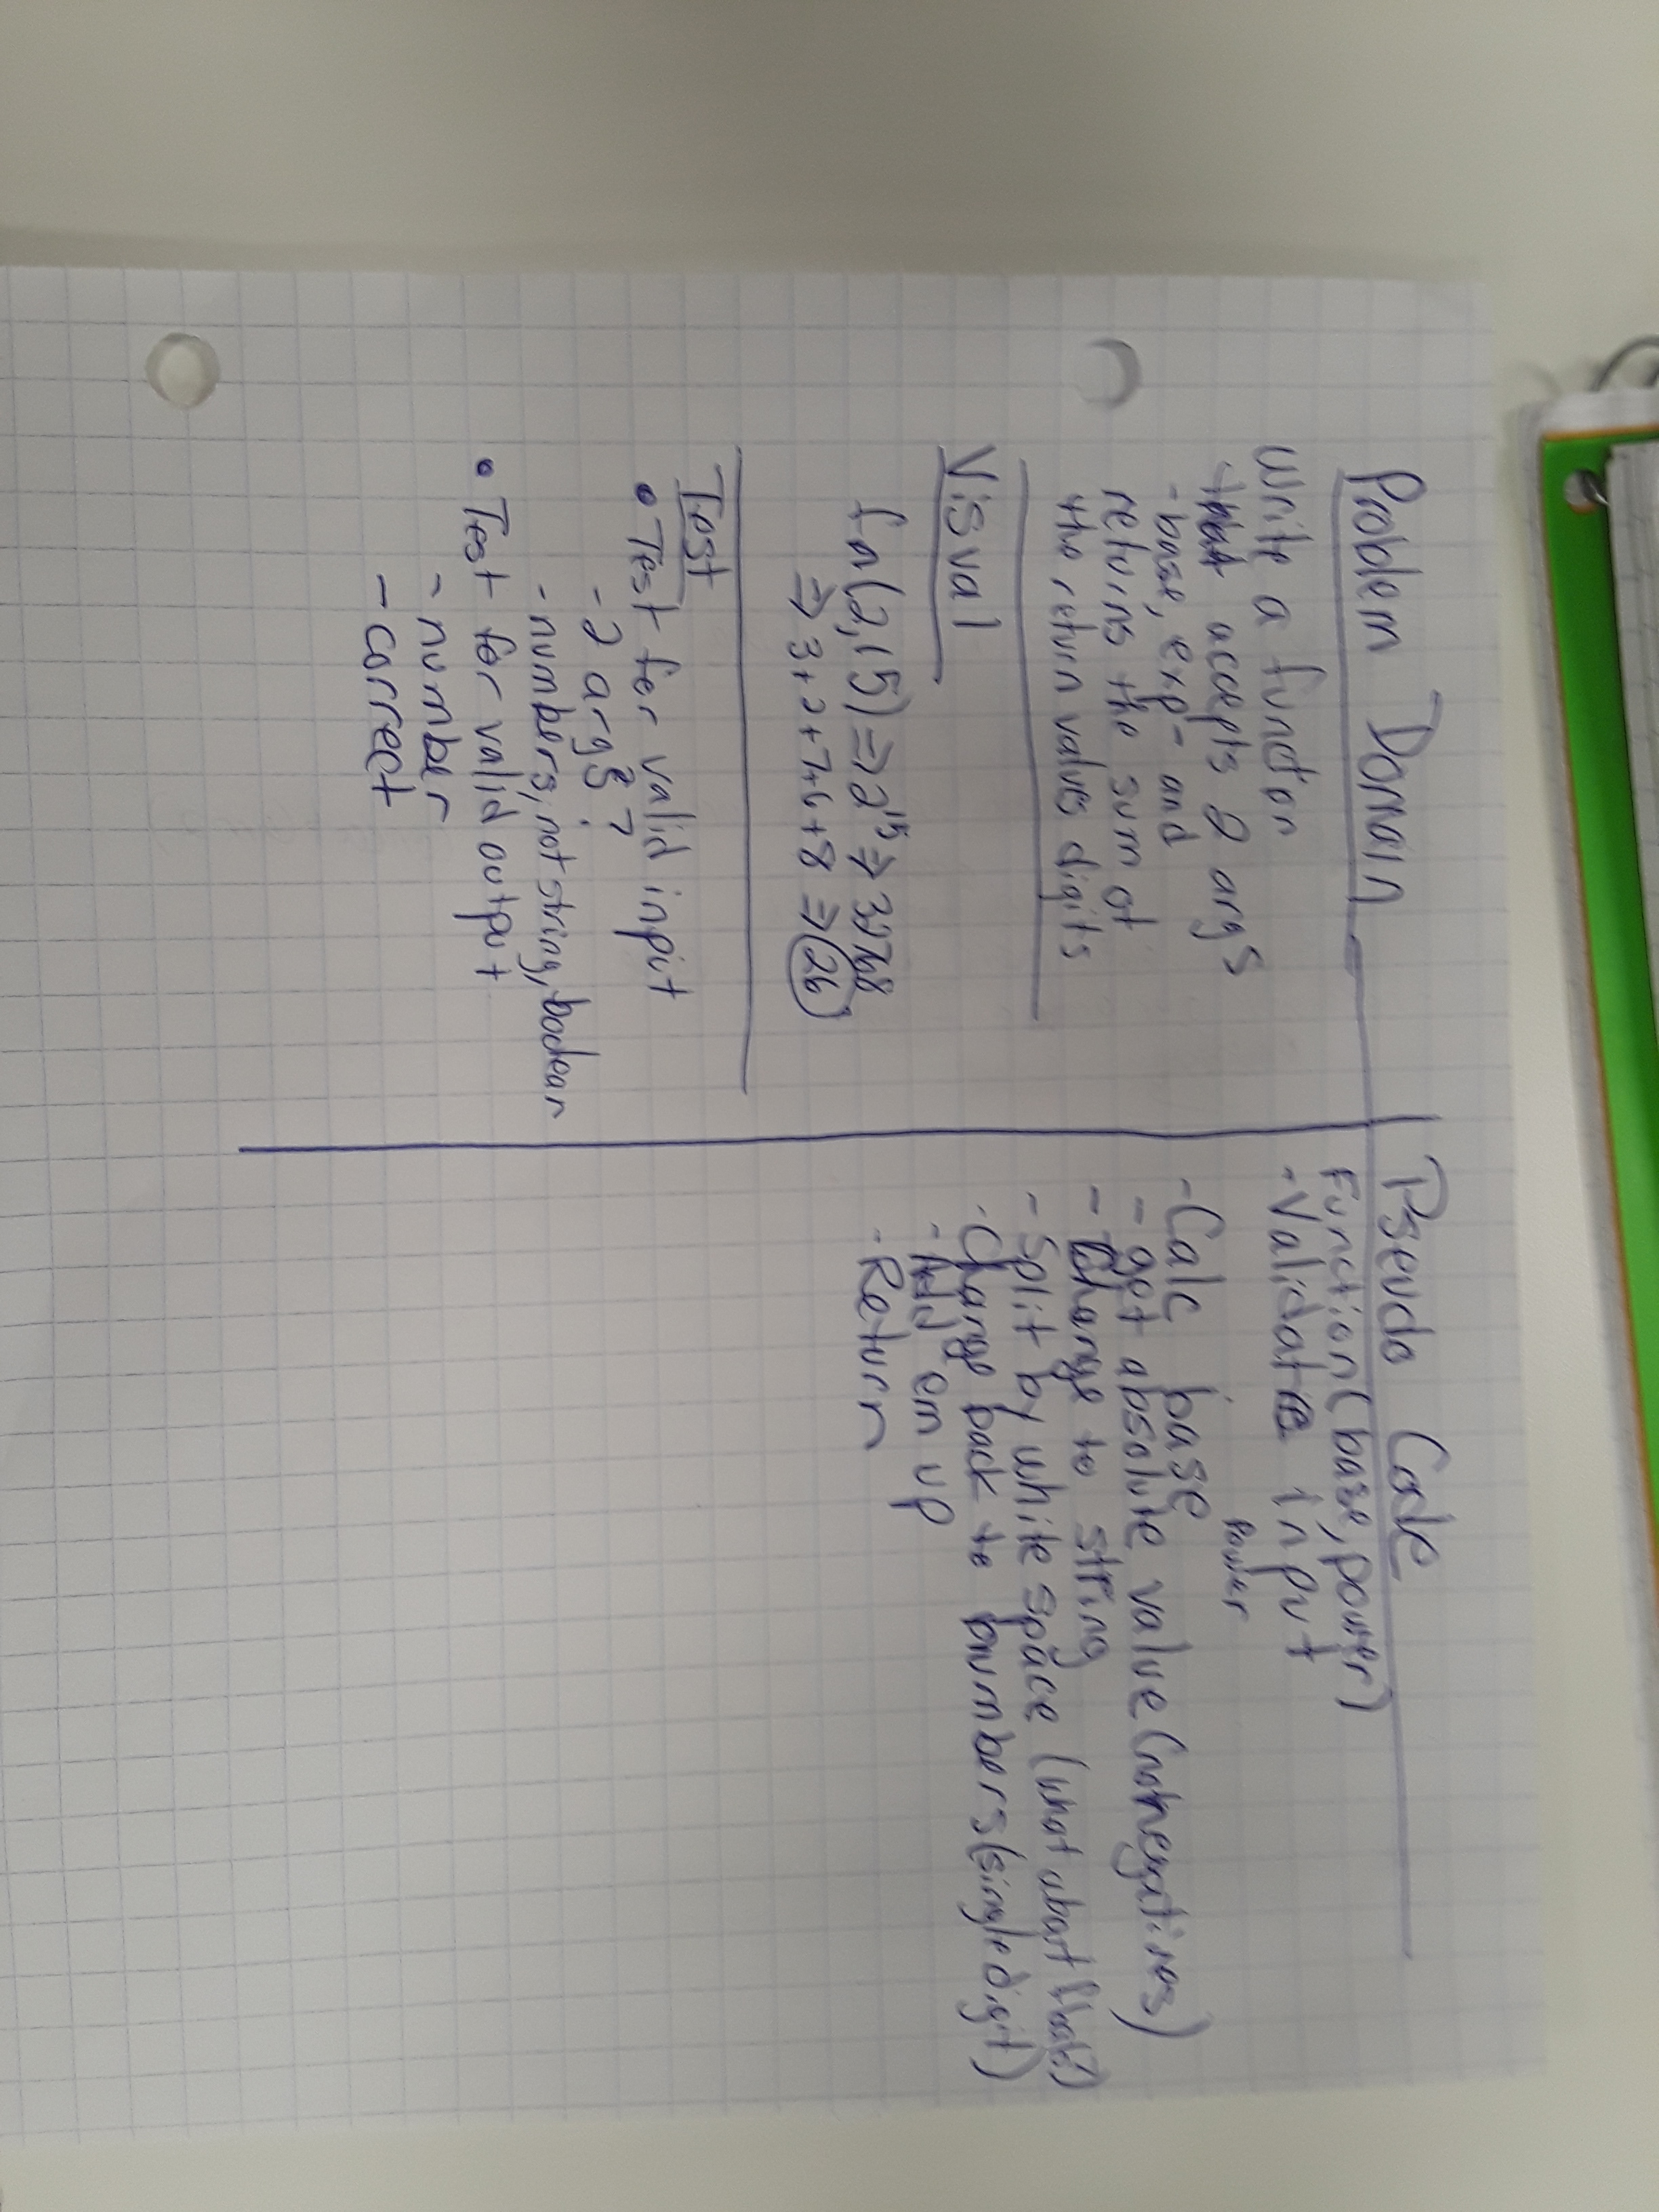 Problem Domain
Write a function
that accepts 2 args
- base, exp - and
returns the sum of
the return values digits
Visual
fn(2,15) => 2^15 => 32768
=> 3+2+7+6+8 => 26
Test
• Test for valid input
- 2 args?
- numbers, not string, boolean
• Test for valid output
- number
- correct
Pseudo Code
Function(base, power)
- Validate input
- Calc base power
- get absolute value (no negatives)
- Change to string
- Split by white space (what about float?)
- Change back to numbers (single digit)
- Add em up
- Return